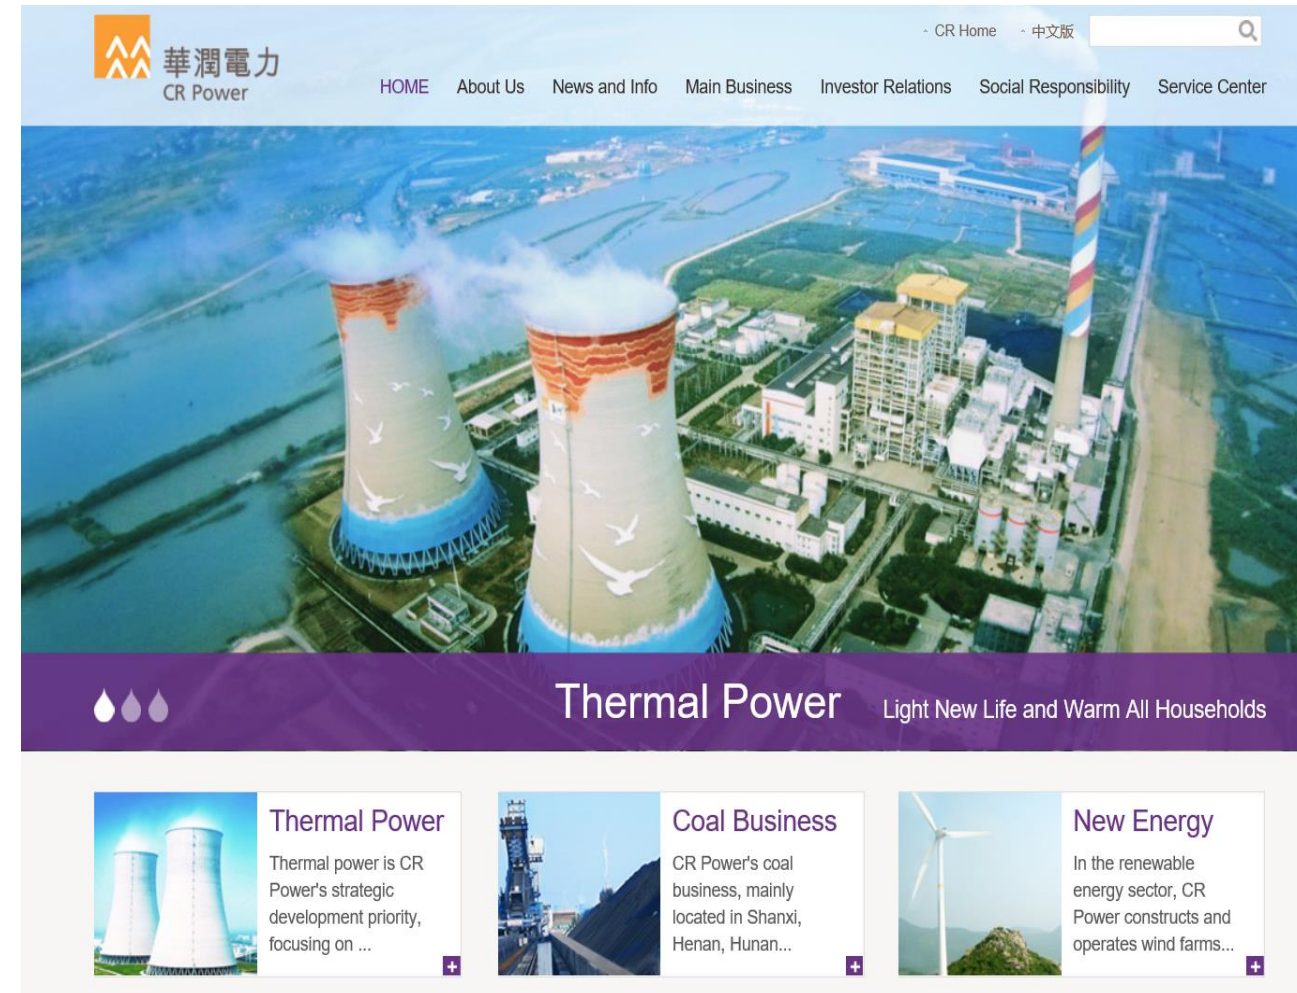 CR Home
中文版
華潤電力
CR Power
HOME About Us News and Info Main Business Investor Relations Social Responsibility Service Center
Thermal Power Light New Life and Warm All Households
Thermal Power
Thermal power is CR
Power's strategic
development priority,
focusing on ...
Coal Business
CR Power's coal
business, mainly
located in Shanxi,
Henan, Hunan...
New Energy
In the renewable
energy sector, CR
Power constructs and
operates wind farms...